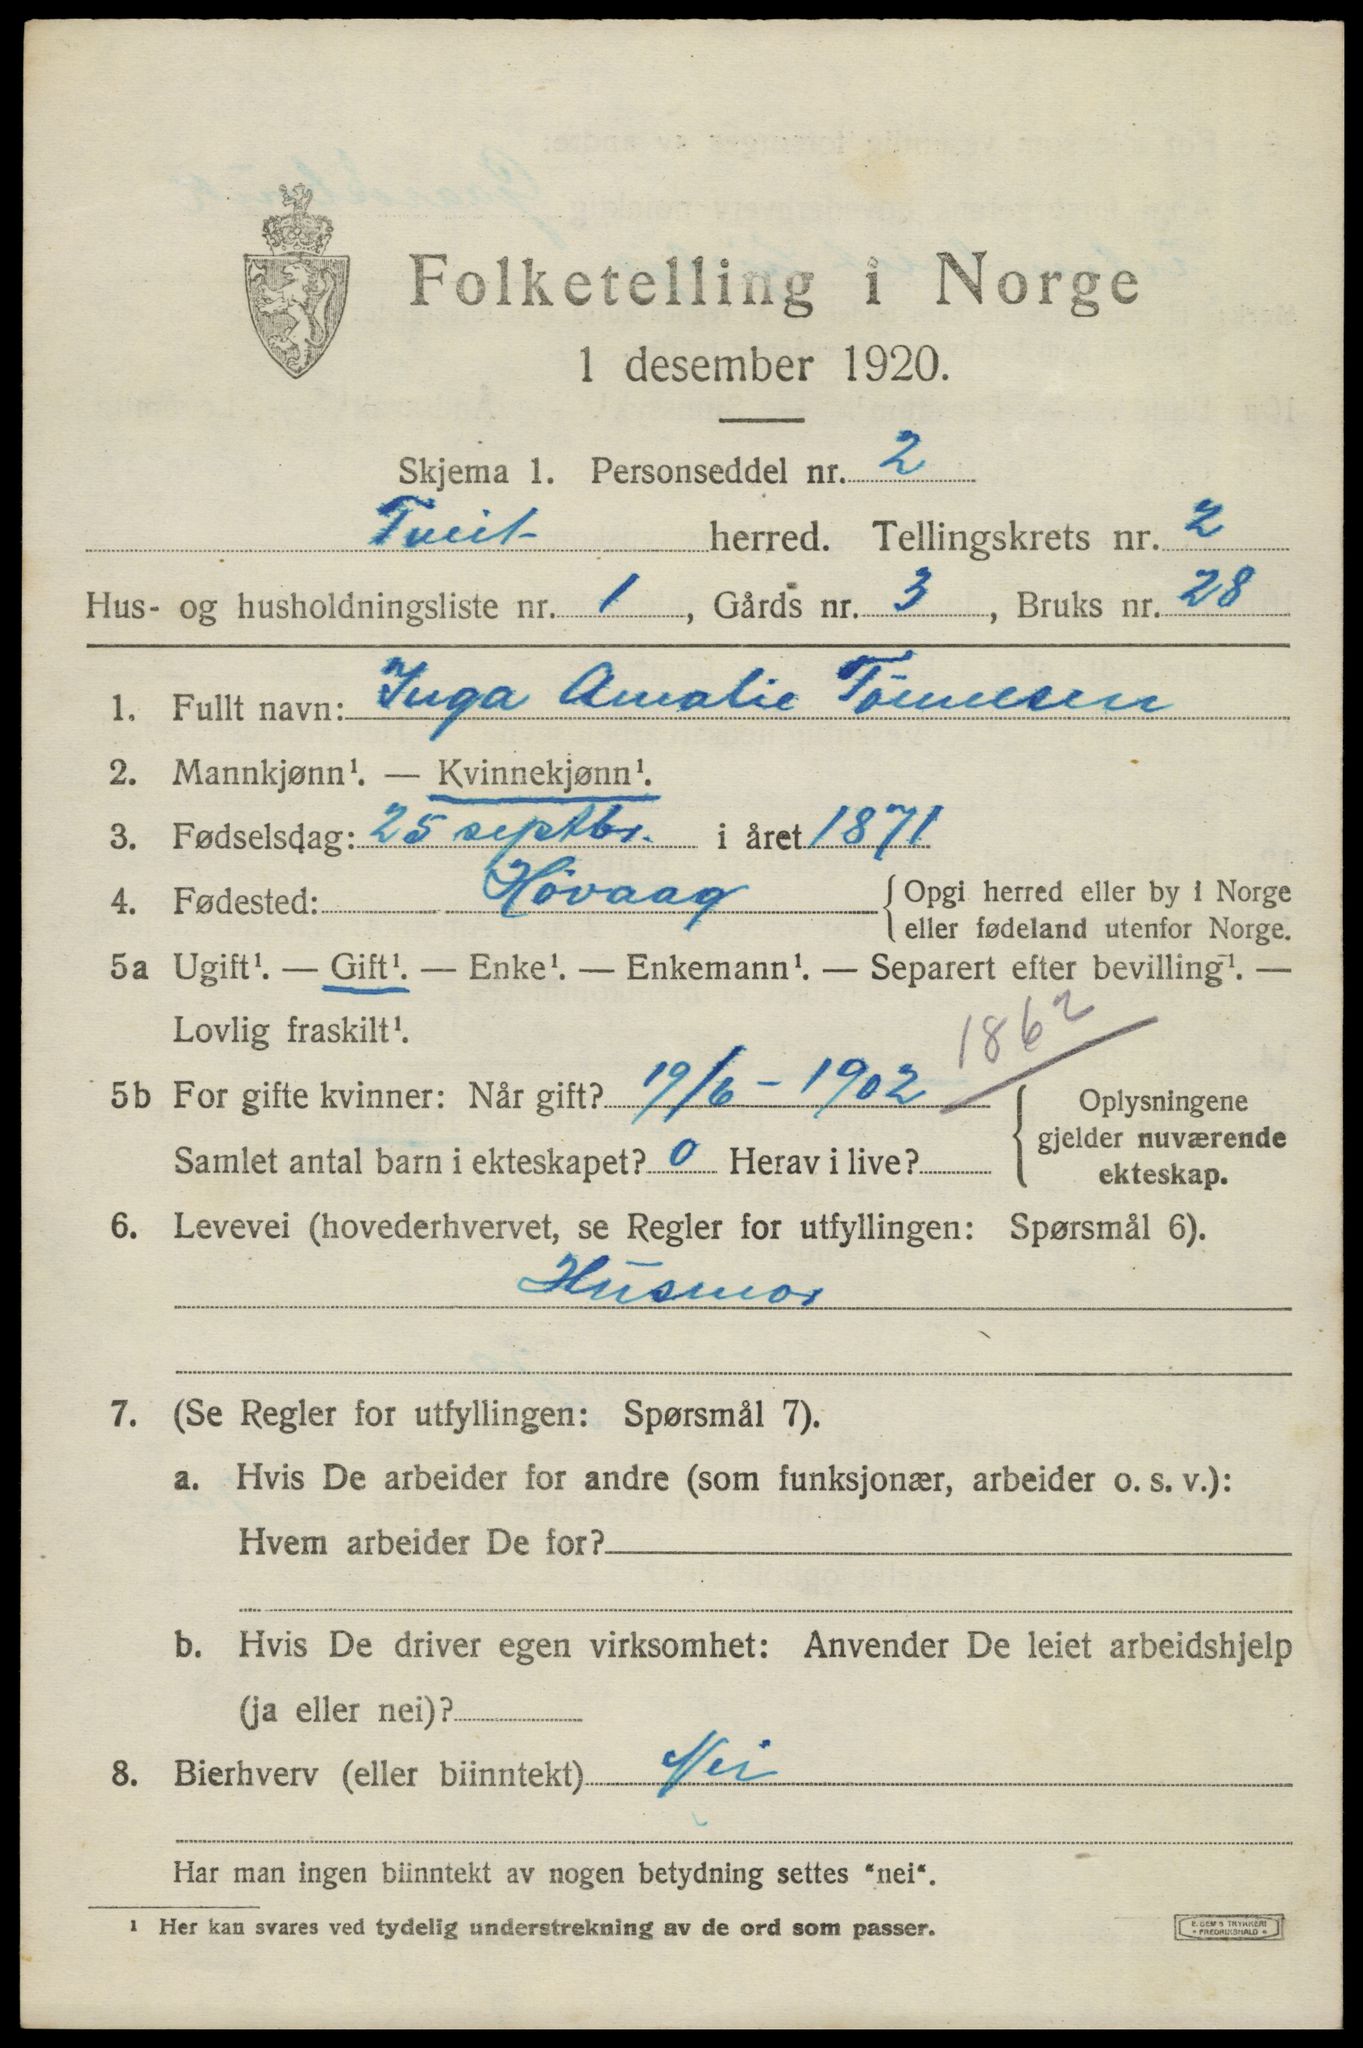 Folketelling i Norge
1 desember 1920.
Skjema 1. Personseddel nr. 2
Tveit herred. Tellingskrets nr. 2
Hus- og husholdningsliste nr. 1, Gårds nr. 3, Bruks nr. 28
1. Fullt navn: Inga Amalie Tönnesen
2. Mannkjønn¹. — Kvinnekjønn¹.
3. Fødselsdag: 25 septbr. i året 1871
4. Fødested: Hövaag { Opgi herred eller by i Norge
eller fødeland utenfor Norge.
5a Ugift¹. — Gift¹. — Enke¹. — Enkemann¹. — Separert efter bevilling¹. —
Lovlig fraskilt¹.
1862
5b For gifte kvinner: Når gift? 19/6 - 1902 { Oplysningene
gjelder nuværende
ekteskap.
Samlet antal barn i ekteskapet? 0 Herav i live?
6. Levevei (hovederhvervet, se Regler for utfyllingen: Spørsmål 6).
Husmor
7. (Se Regler for utfyllingen: Spørsmål 7).
a. Hvis De arbeider for andre (som funksjonær, arbeider o. s. v.):
Hvem arbeider De for?
b. Hvis De driver egen virksomhet: Anvender De leiet arbeidshjelp
(ja eller nei)?
8. Bierhverv (eller biinntekt) Nei
Har man ingen biinntekt av nogen betydning settes "nei".
¹ Her kan svares ved tydelig understrekning av de ord som passer.
E. SEM'S TRYKKERI
FREDRIKSHALD